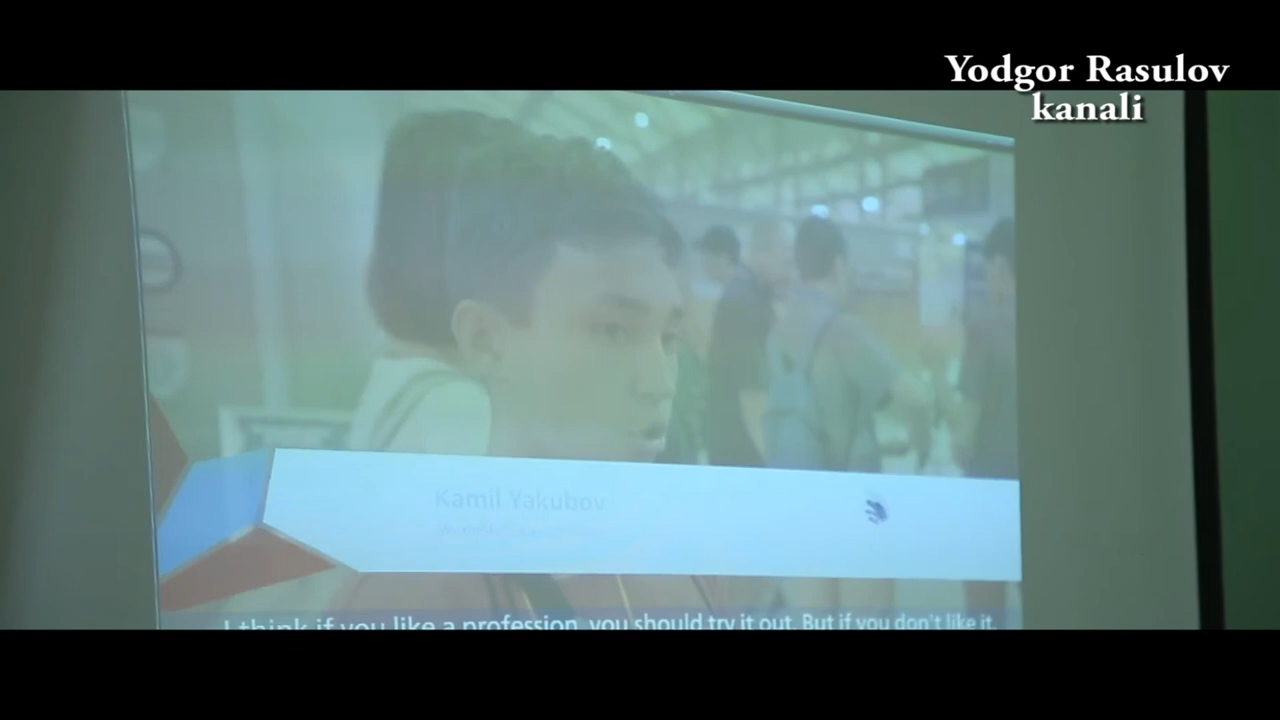 Yodgor Rasulov
kanali
Kamil Yakubov
I think if you like a profession, you should try it out. But if you don't like it,